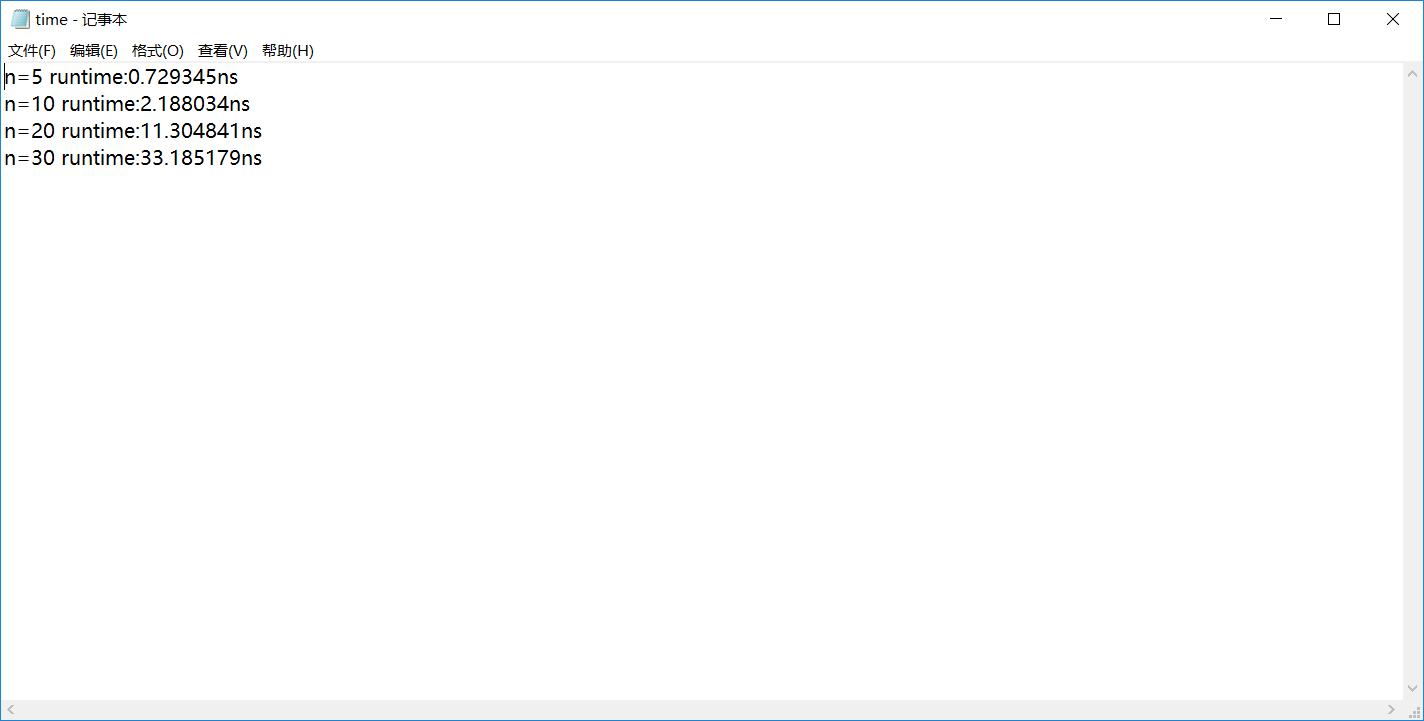 time - 记事本
文件(F) 编辑(E) 格式(O) 查看(V) 帮助(H)
n=5 runtime:0.729345ns
n=10 runtime:2.188034ns
n=20 runtime:11.304841ns
n=30 runtime:33.185179ns